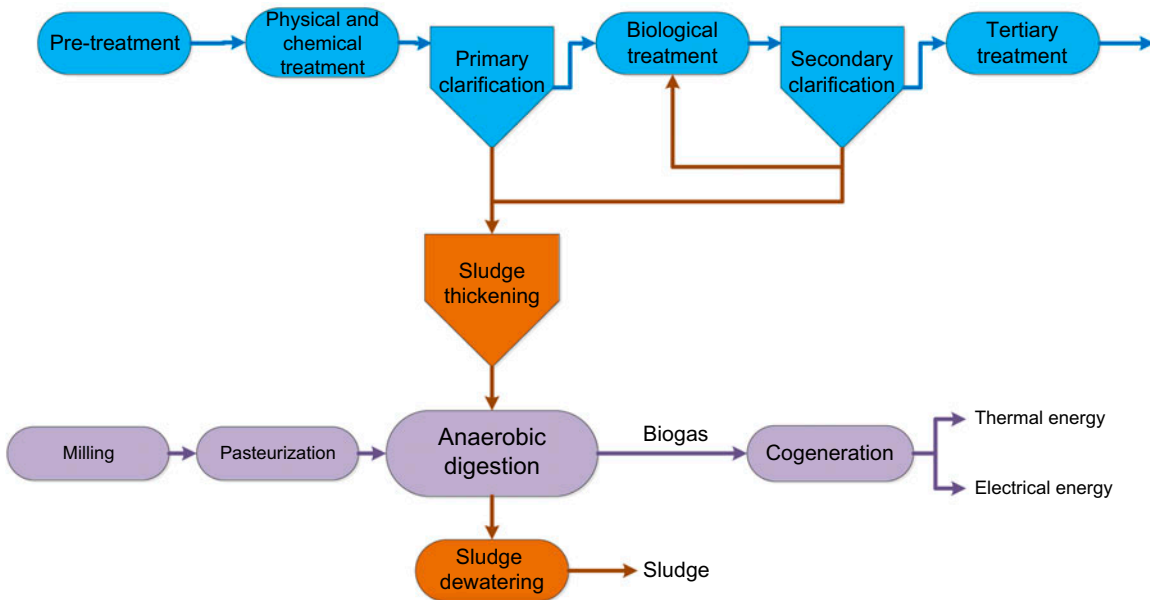 Pre-treatment
Physical and
chemical
treatment
Primary
clarification
Biological
treatment
Secondary
clarification
Tertiary
treatment
Sludge
thickening
Milling
Pasteurization
Anaerobic
digestion
Biogas
Cogeneration
Thermal energy
Electrical energy
Sludge
dewatering
Sludge